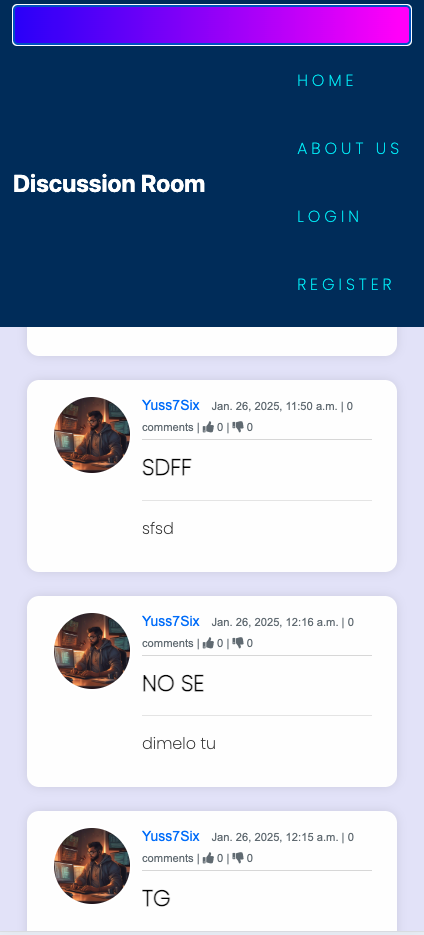 HOME
ABOUT US
Discussion Room
LOGIN
REGISTER
Yuss7Six Jan. 26, 2025, 11:50 a.m. | 0
comments | 0 | 0
SDFF
sfsd
Yuss7Six Jan. 26, 2025, 12:16 a.m. | 0
comments | 0 | 0
NO SE
dimelo tu
Yuss7Six Jan. 26, 2025, 12:15 a.m. | 0
comments | 0 | 0
TG